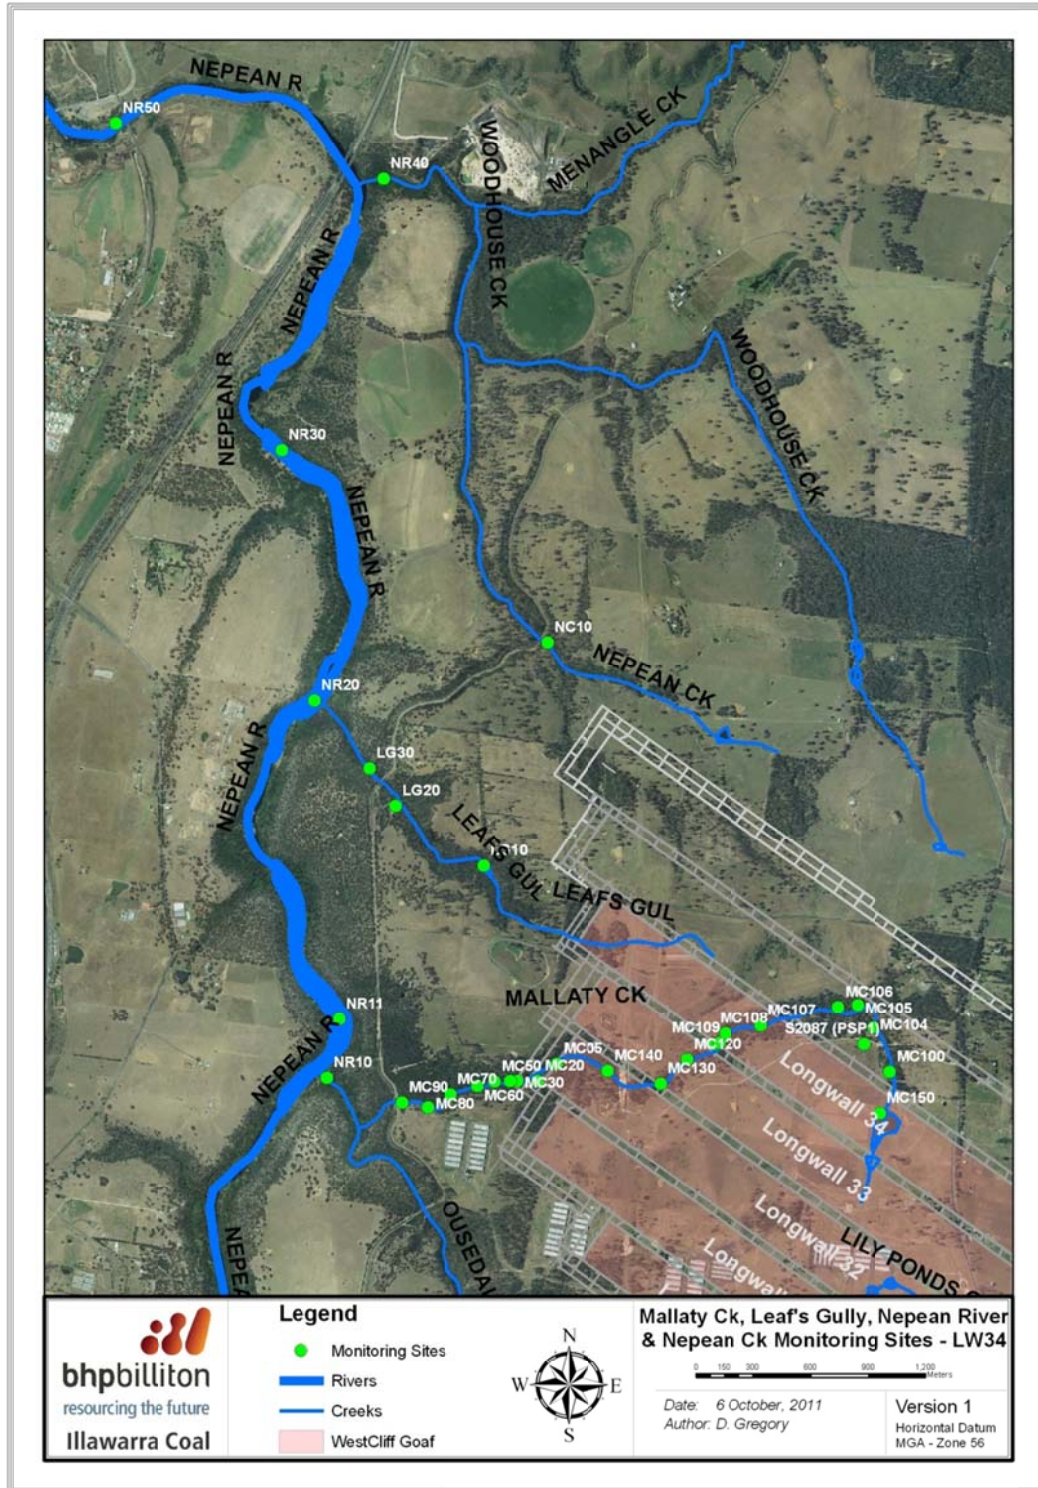 NEPEAN R
NR50
MENANGLE CK
WOODHOUSE CK
NR40
NEPEAN R
NEPEAN R
WOODHOUSE CK
NR30
NEPEAN R
NC10
NEPEAN CK
NR20
NEPEAN R
LG30
LG20
LEAFS GUL
LEAFS GUL
MALLATY CK
NR11
NEPEAN R
NR10
MC106
MC105
MC107
MC104
S2087 (PSP1)
MC108
MC109
MC120
MC100
MC05
MC140
MC130
MC50
MC20
MC30
MC70
MC60
MC90
MC80
MC150
Longwall 34
Longwall 33
Longwall 32
Longwall
LILY PONDS
OUSEDAL
NEPEA
bhpbilliton
resourcing the future
Illawarra Coal
Legend
Monitoring Sites
Rivers
Creeks
WestCliff Goaf
N
W E
S
Mallaty Ck, Leaf's Gully, Nepean River
& Nepean Ck Monitoring Sites - LW34
0 150 300 600 900 1,200
Meters
Date: 6 October, 2011
Author: D. Gregory
Version 1
Horizontal Datum
MGA - Zone 56